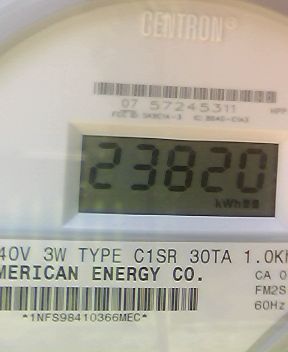 CENTRON®
07 57245311
23820
kWh
40V 3W TYPE C1SR 30TA 1.0K
MERICAN ENERGY CO.
CA 0
FM2S
60Hz
*1NFS98410366MEC*